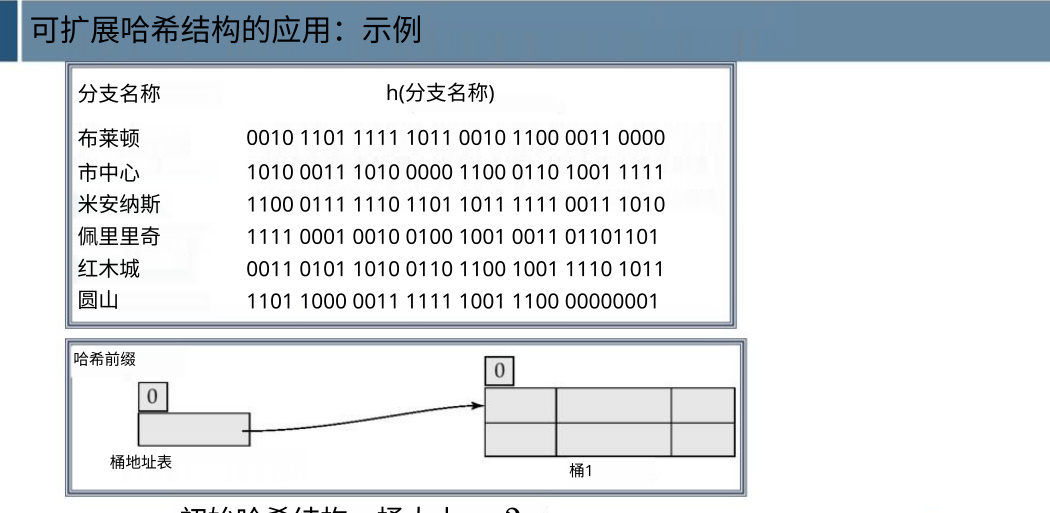 可扩展哈希结构的应用：示例
分支名称 h(分支名称)
布莱顿 0010 1101 1111 1011 0010 1100 0011 0000
市中心 1010 0011 1010 0000 1100 0110 1001 1111
米安纳斯 1100 0111 1110 1101 1011 1111 0011 1010
佩里里奇 1111 0001 0010 0100 1001 0011 01101101
红木城 0011 0101 1010 0110 1100 1001 1110 1011
圆山 1101 1000 0011 1111 1001 1100 00000001
哈希前缀
0
0
桶地址表
桶1